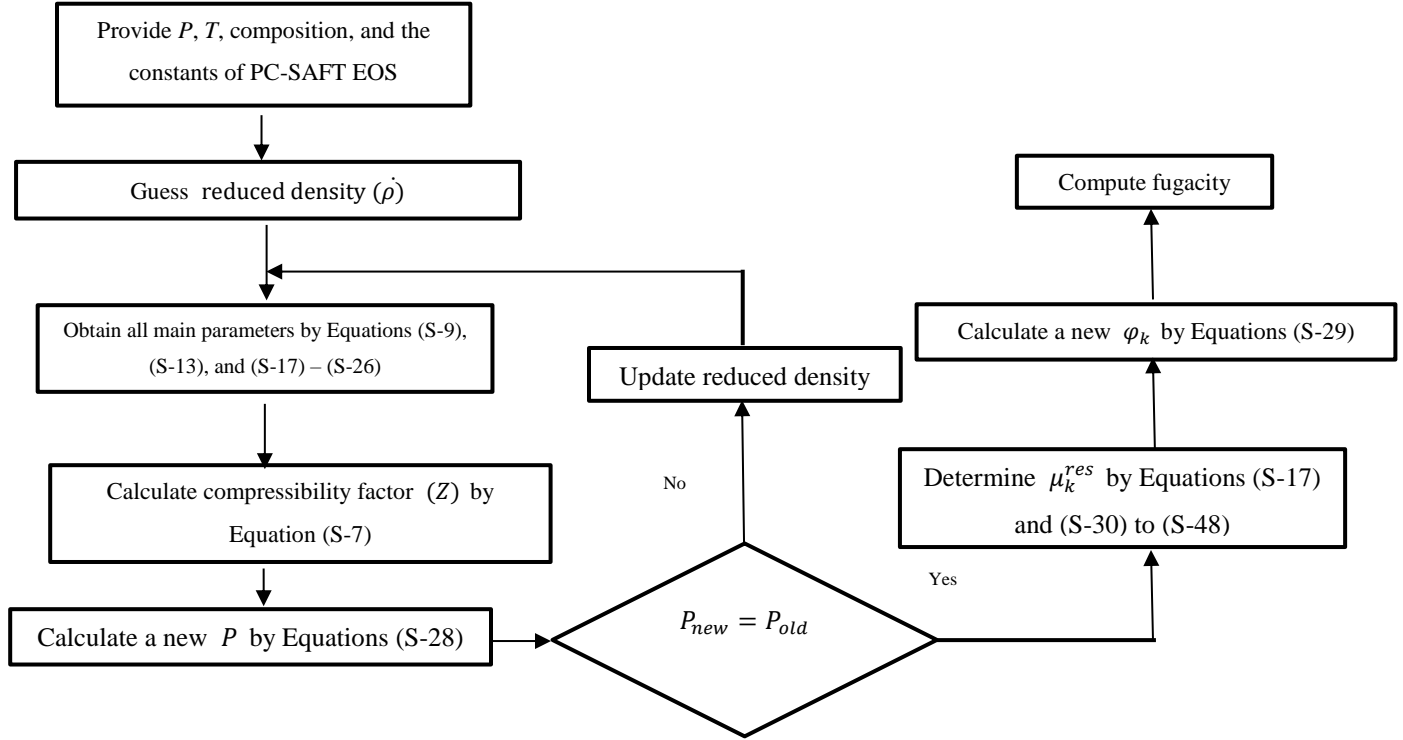 Provide P, T, composition, and the
constants of PC-SAFT EOS
Guess reduced density (ρ̇)
Obtain all main parameters by Equations (S-9),
(S-13), and (S-17) – (S-26)
Calculate compressibility factor (Z) by
Equation (S-7)
Calculate a new P by Equations (S-28)
P_new = P_old
No
Update reduced density
Yes
Determine μ_k^res by Equations (S-17)
and (S-30) to (S-48)
Calculate a new φ_k by Equations (S-29)
Compute fugacity